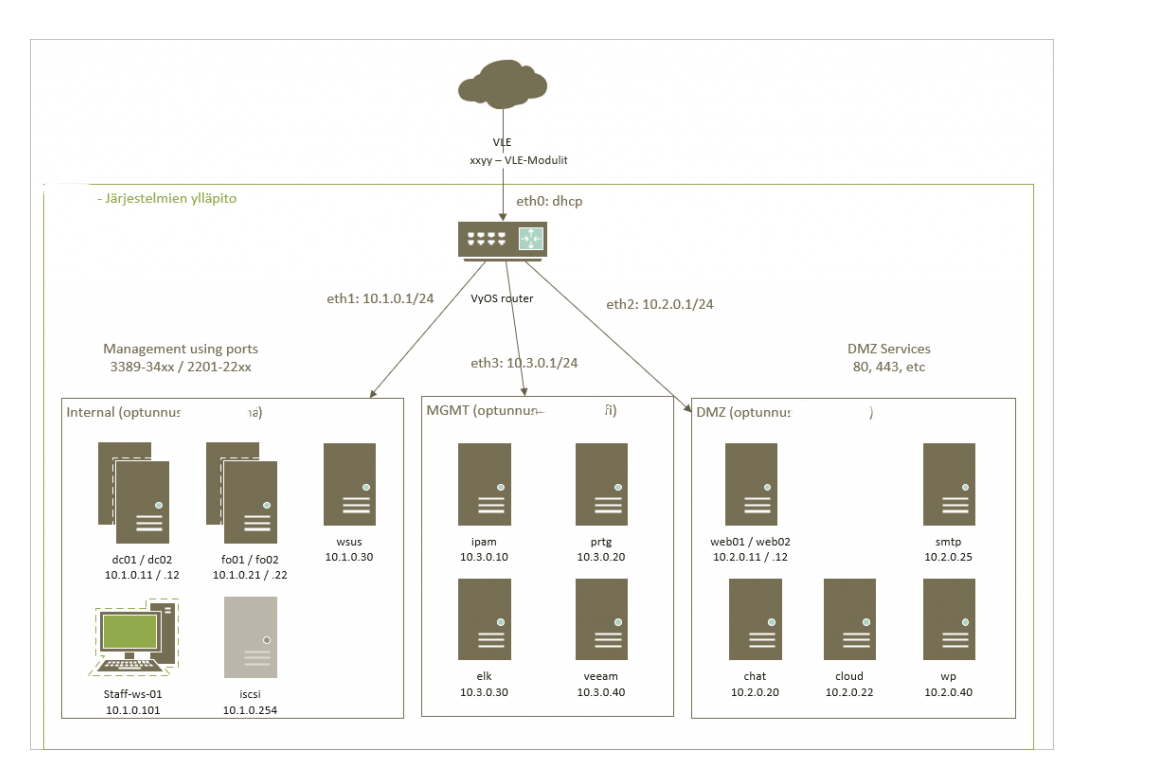 VLE
xxyy – VLE-Modulit
- Järjestelmien ylläpito
eth0: dhcp
eth1: 10.1.0.1/24
VyOS router
eth2: 10.2.0.1/24
Management using ports
3389-34xx / 2201-22xx
eth3: 10.3.0.1/24
DMZ Services
80, 443, etc
Internal (optunnus
MGMT (optunnus
DMZ (optunnus
dc01 / dc02
10.1.0.11 / .12
fo01 / fo02
10.1.0.21 / .22
wsus
10.1.0.30
Staff-ws-01
10.1.0.101
iscsi
10.1.0.254
ipam
10.3.0.10
prtg
10.3.0.20
elk
10.3.0.30
veeam
10.3.0.40
web01 / web02
10.2.0.11 / .12
smtp
10.2.0.25
chat
10.2.0.20
cloud
10.2.0.22
wp
10.2.0.40